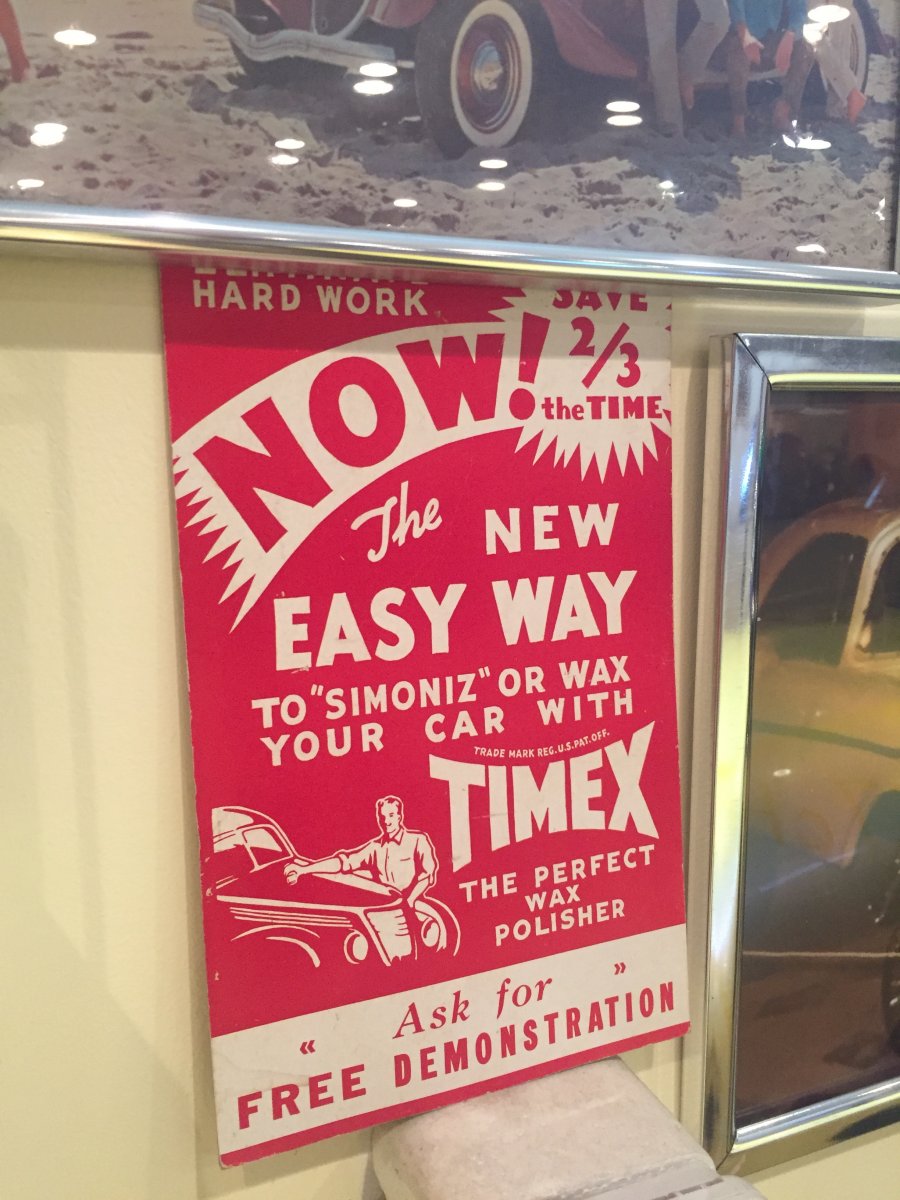 HARD WORK
SAVE
2/3
the TIME
NOW!
The NEW
EASY WAY
TO "SIMONIZ" OR WAX
YOUR CAR WITH
TRADE MARK REG. U.S. PAT. OFF.
TIMEX
THE PERFECT
WAX
POLISHER
« Ask for »
FREE DEMONSTRATION